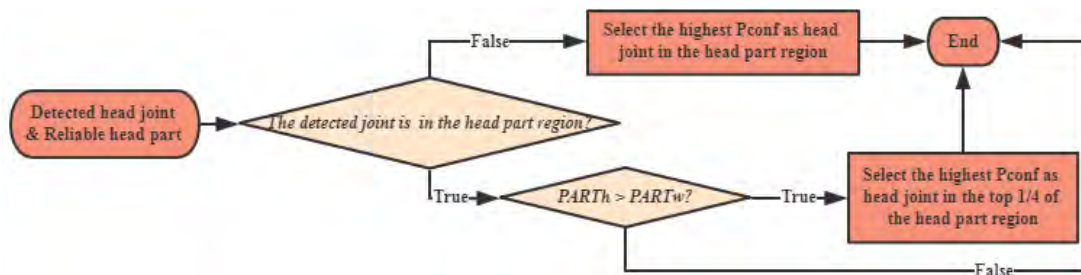 Detected head joint
& Reliable head part
The detected joint is in the head part region?
False
Select the highest Pconf as head
joint in the head part region
End
True
PARTh > PARTw?
True
Select the highest Pconf as
head joint in the top 1/4 of
the head part region
False